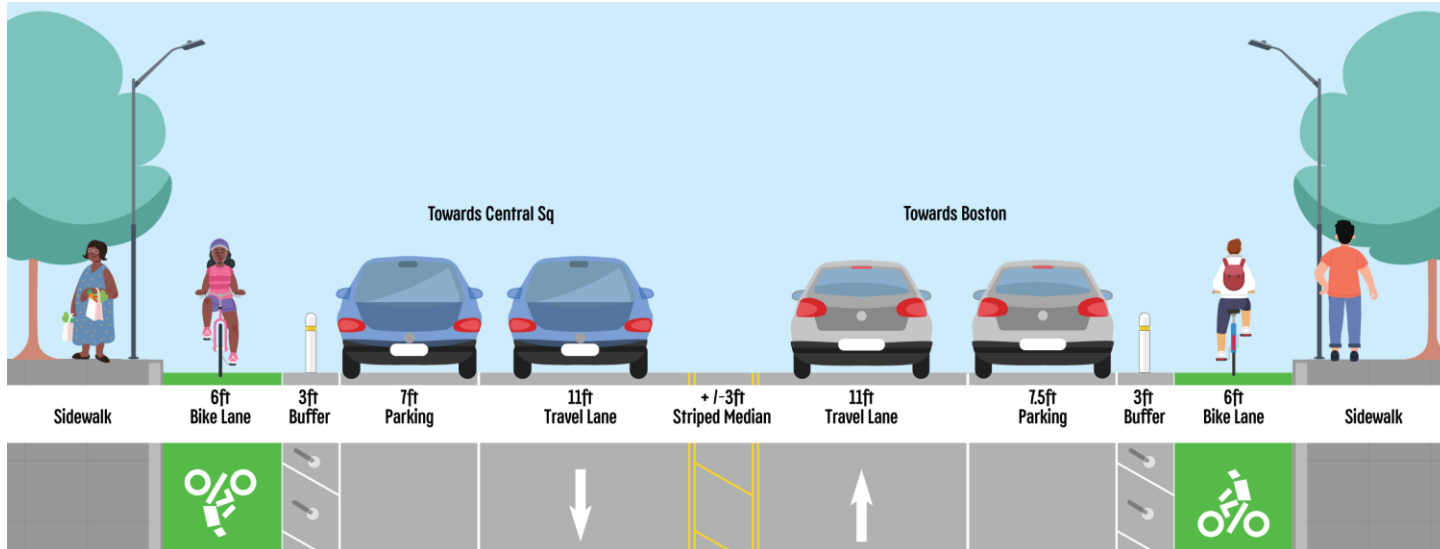 Towards Central Sq
Towards Boston
Sidewalk
6ft
Bike Lane
3ft
Buffer
7ft
Parking
11ft
Travel Lane
+ /-3ft
Striped Median
11ft
Travel Lane
7.5ft
Parking
3ft
Buffer
6ft
Bike Lane
Sidewalk